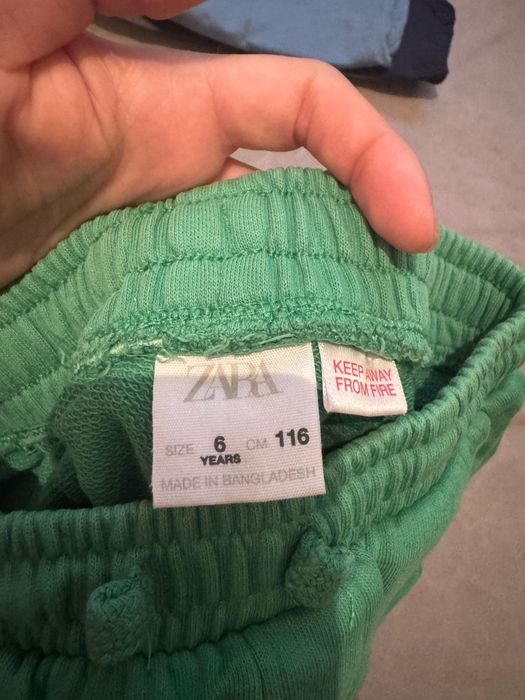 ZARA
SIZE 6 YEARS CM 116
MADE IN BANGLADESH
KEEP AWAY
FROM FIRE